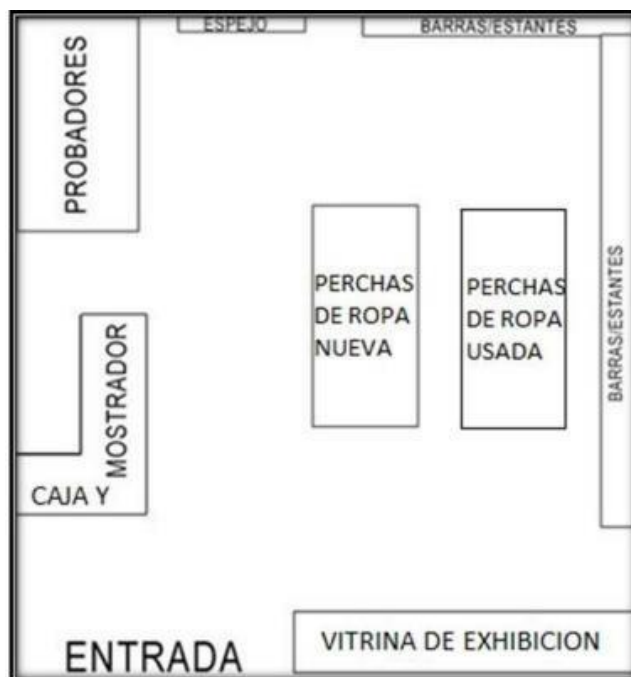 ESPEJO
BARRAS/ESTANTES
PROBADORES
PERCHAS
DE ROPA
NUEVA
PERCHAS
DE ROPA
USADA
BARRAS/ESTANTES
MOSTRADOR
CAJA Y
ENTRADA
VITRINA DE EXHIBICION